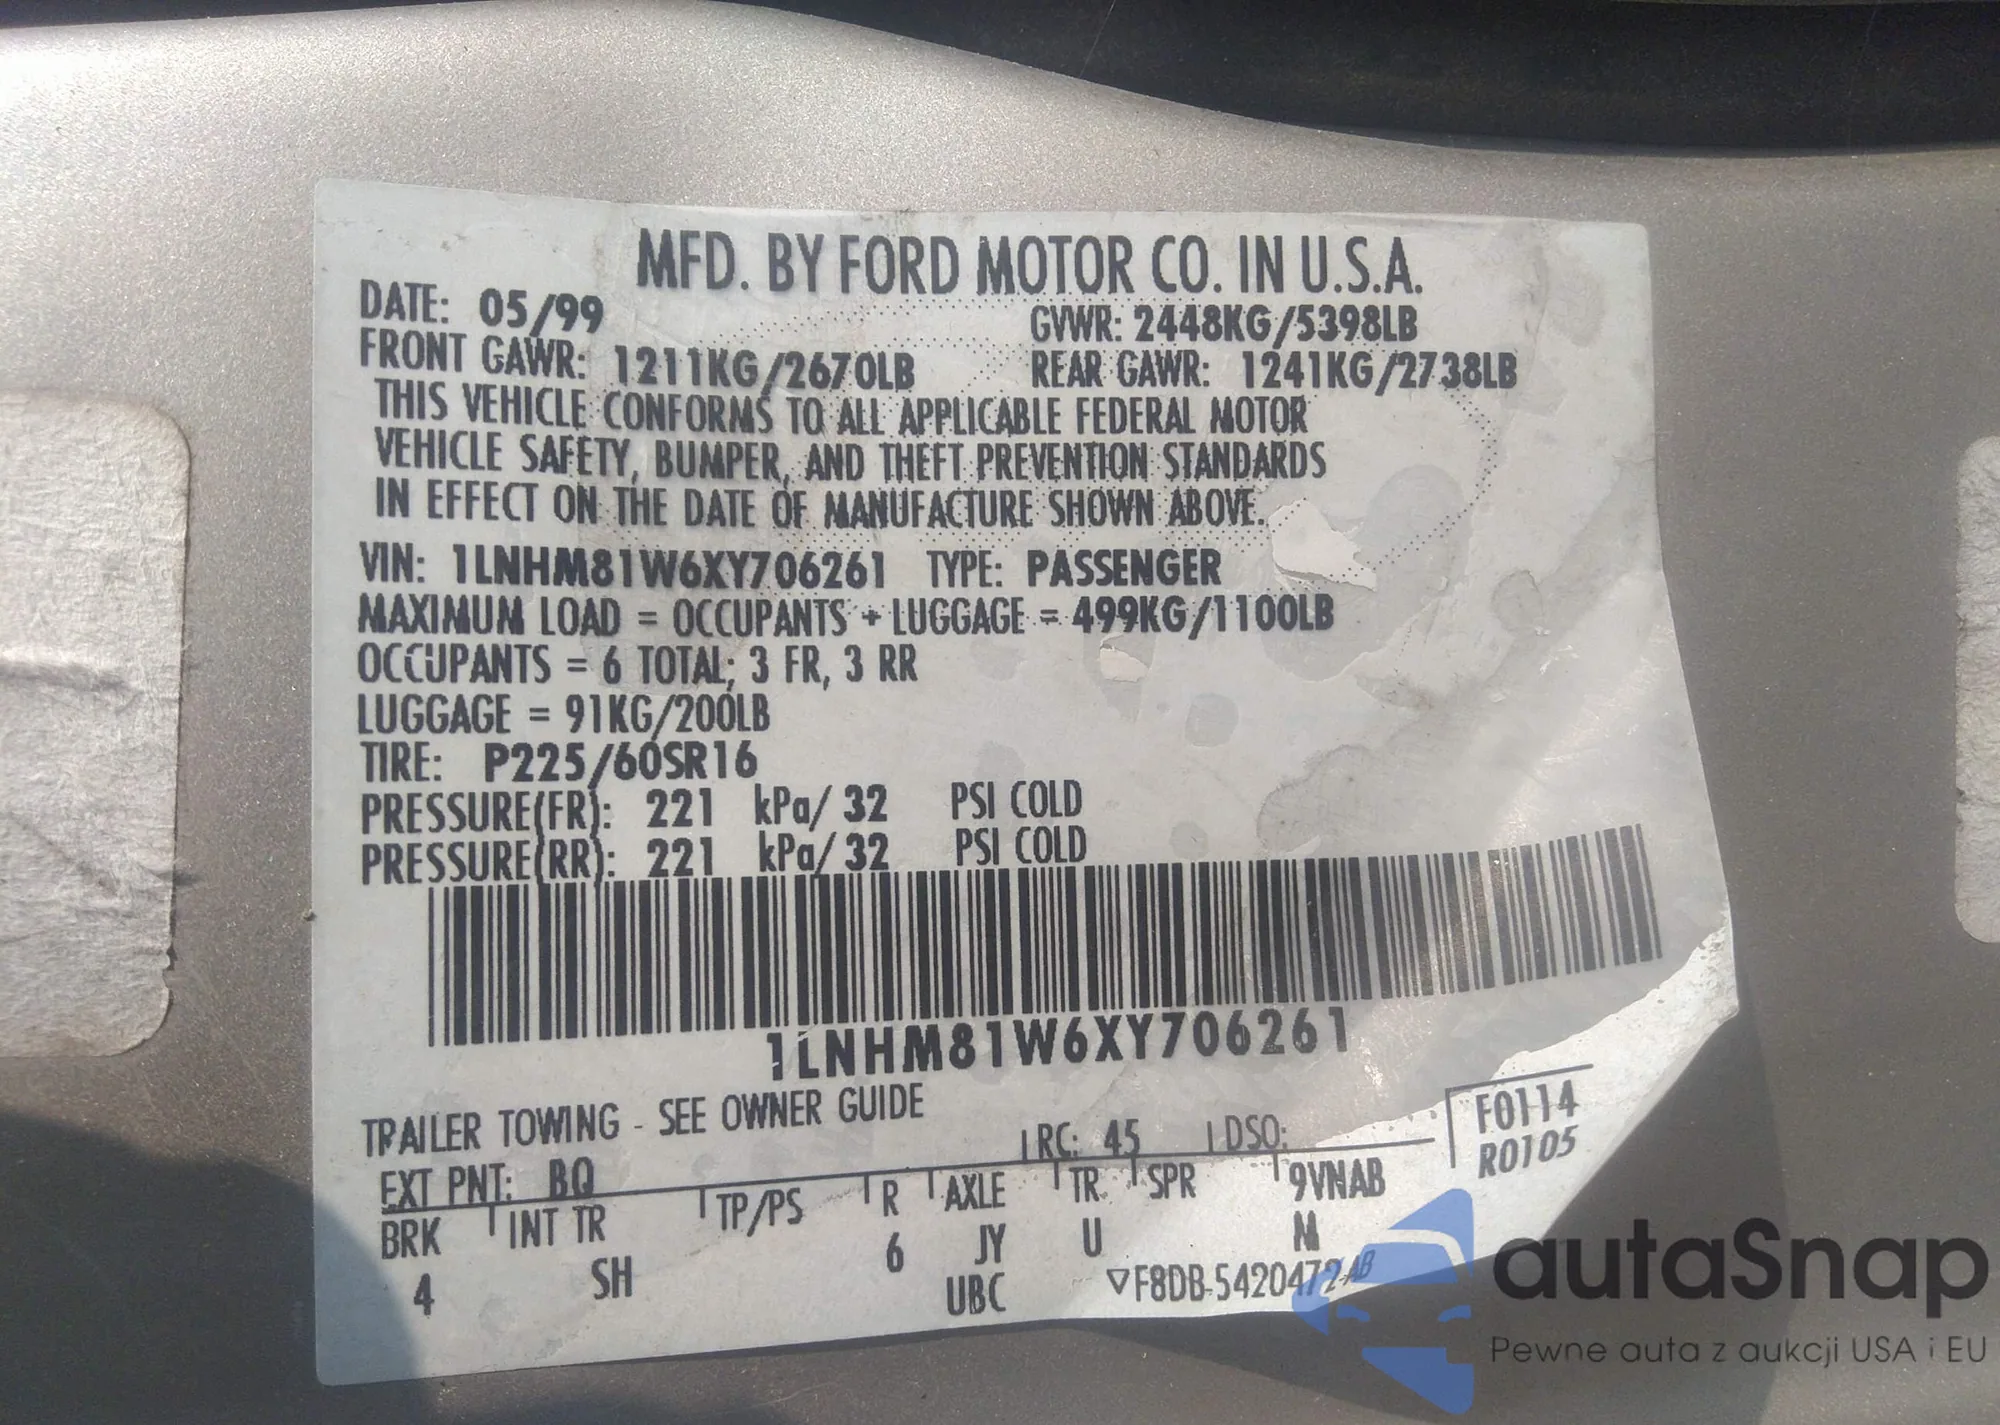 MFD. BY FORD MOTOR CO. IN U.S.A.
DATE: 05/99 GVWR: 2448KG/5398LB
FRONT GAWR: 1211KG/2670LB REAR GAWR: 1241KG/2738LB
THIS VEHICLE CONFORMS TO ALL APPLICABLE FEDERAL MOTOR
VEHICLE SAFETY, BUMPER, AND THEFT PREVENTION STANDARDS
IN EFFECT ON THE DATE OF MANUFACTURE SHOWN ABOVE.
VIN: 1LNHM81W6XY706261 TYPE: PASSENGER
MAXIMUM LOAD = OCCUPANTS + LUGGAGE = 499KG/1100LB
OCCUPANTS = 6 TOTAL; 3 FR, 3 RR
LUGGAGE = 91KG/200LB
TIRE: P225/60SR16
PRESSURE(FR): 221 kPa/ 32 PSI COLD
PRESSURE(RR): 221 kPa/ 32 PSI COLD
1LNHM81W6XY706261
TRAILER TOWING - SEE OWNER GUIDE
F0114
R0105
EXT PNT: BQ RC: 45 DSO:
BRK INT TR TP/PS R AXLE TR SPR 9VNAB
4 SH 6 JY U M
UBC ▽F8DB-5420472-AB
autaSnap
Pewne auta z aukcji USA i EU